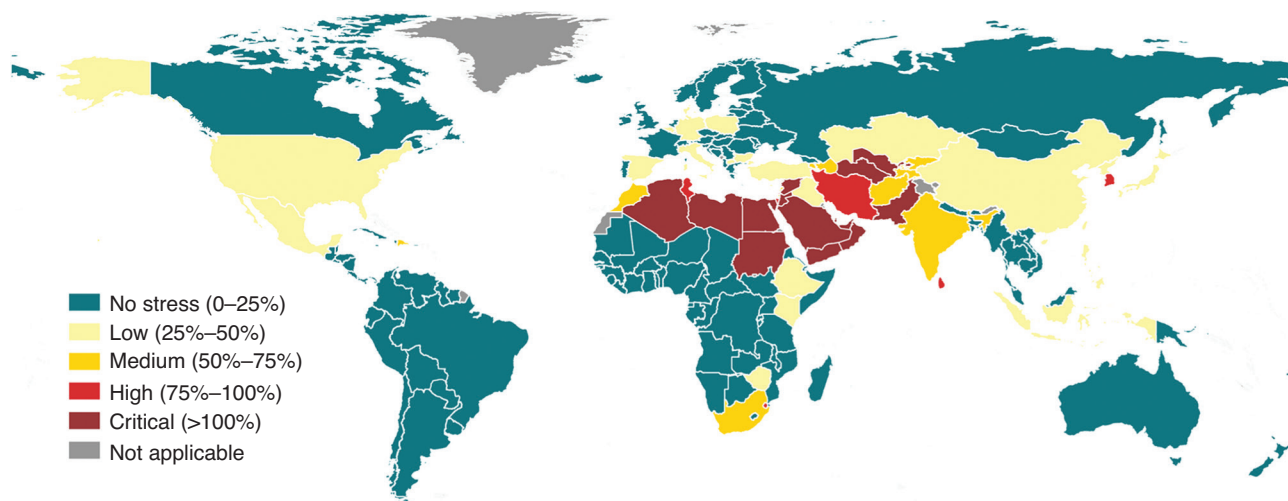 No stress (0–25%)
Low (25%–50%)
Medium (50%–75%)
High (75%–100%)
Critical (>100%)
Not applicable